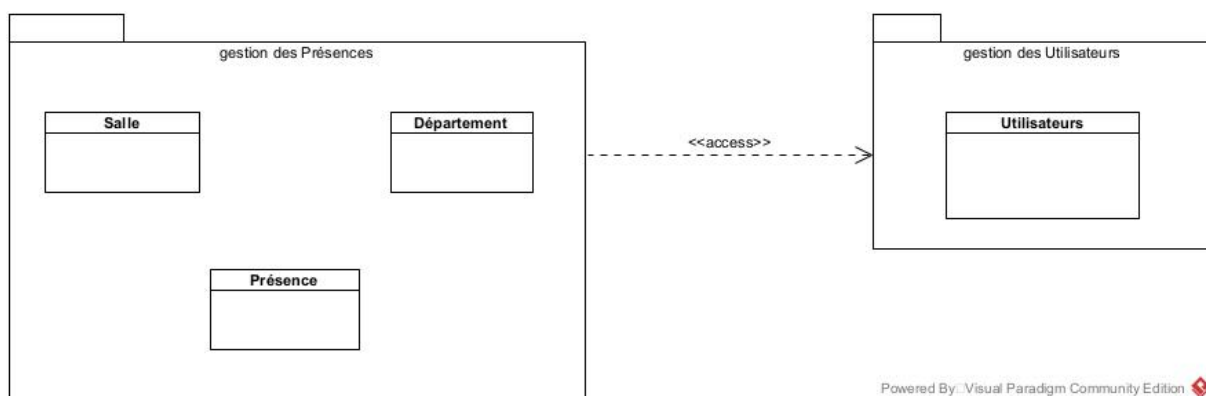 gestion des Présences
gestion des Utilisateurs
Salle
Département
<<access>>
Utilisateurs
Présence
Powered By Visual Paradigm Community Edition